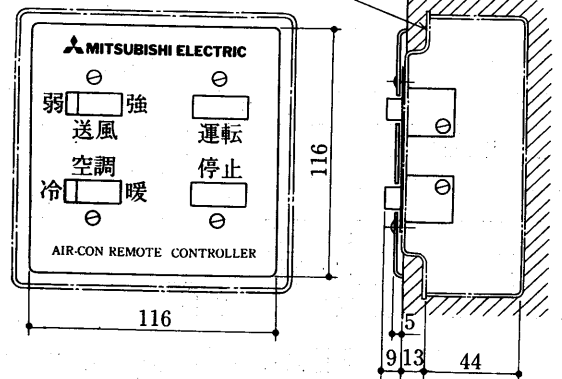 MITSUBISHI ELECTRIC
弱 強
送風 運転
空調 停止
冷 暖
AIR-CON REMOTE CONTROLLER
116
116
5
9 13 44